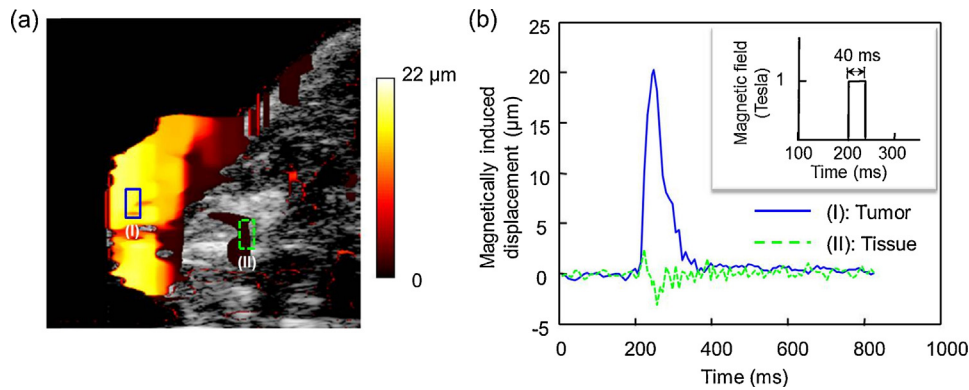 (a)
22 µm
0
(I)
(II)
(b)
Magnetically induced
displacement (µm)
25
20
15
10
5
0
-5
0
200
400
600
800
1000
Time (ms)
Magnetic field
(Tesla)
1
40 ms
100
200
300
Time (ms)
(I): Tumor
(II): Tissue